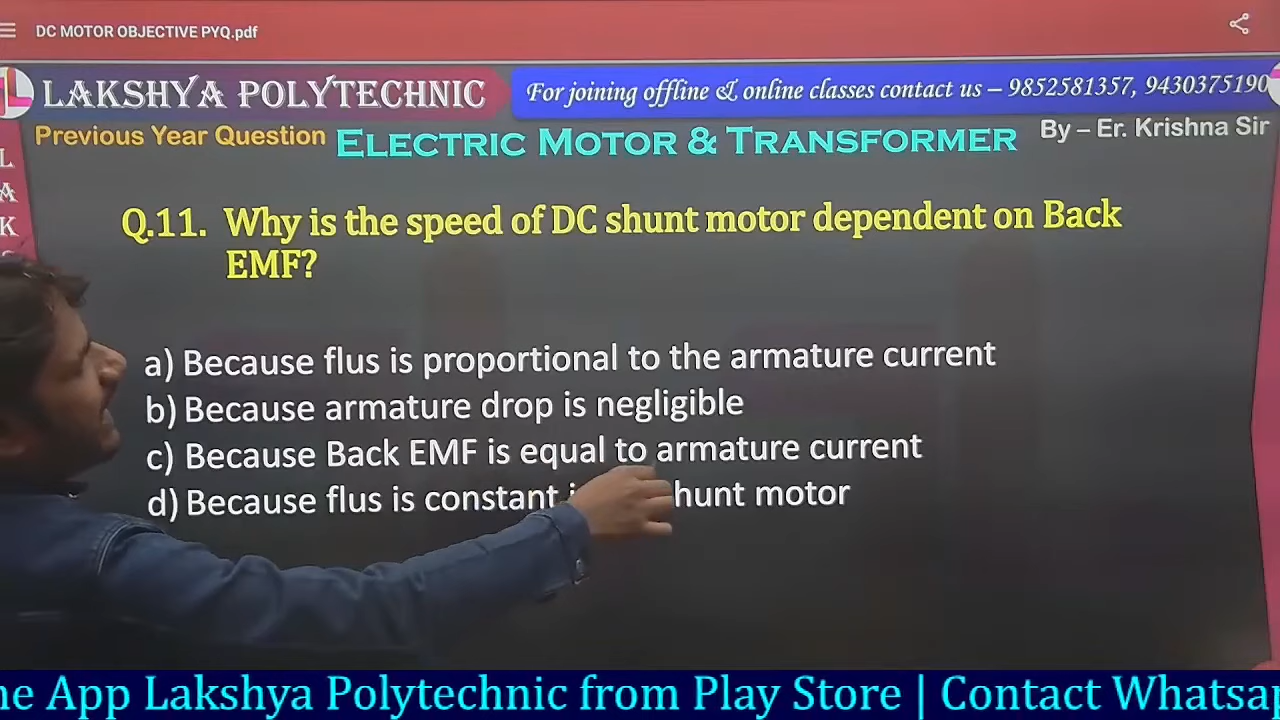 DC MOTOR OBJECTIVE PYQ.pdf
LAKSHYA POLYTECHNIC
For joining offline & online classes contact us – 9852581357, 9430375190
Previous Year Question
ELECTRIC MOTOR & TRANSFORMER
By – Er. Krishna Sir
L
A
K
Q.11. Why is the speed of DC shunt motor dependent on Back
EMF?
a) Because flus is proportional to the armature current
b) Because armature drop is negligible
c) Because Back EMF is equal to armature current
d) Because flus is constant hunt motor
he App Lakshya Polytechnic from Play Store | Contact Whatsap